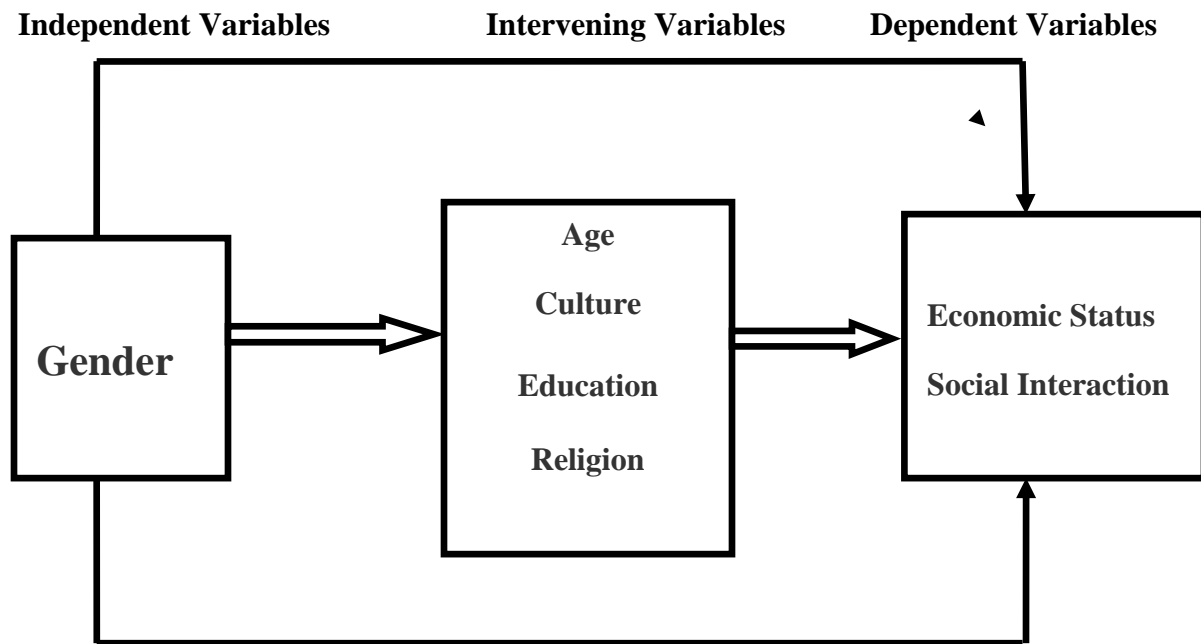 Independent Variables
Intervening Variables
Dependent Variables
Gender
Age
Culture
Education
Religion
Economic Status
Social Interaction